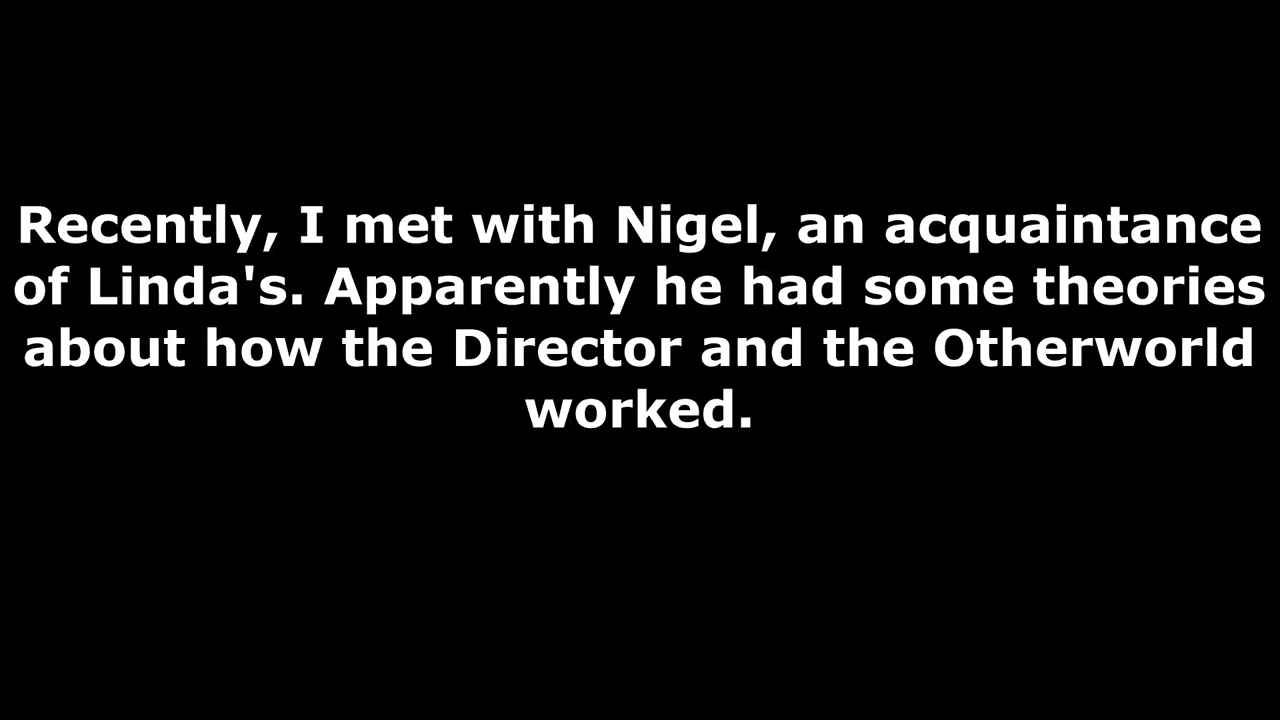 Recently, I met with Nigel, an acquaintance
of Linda's. Apparently he had some theories
about how the Director and the Otherworld
worked.